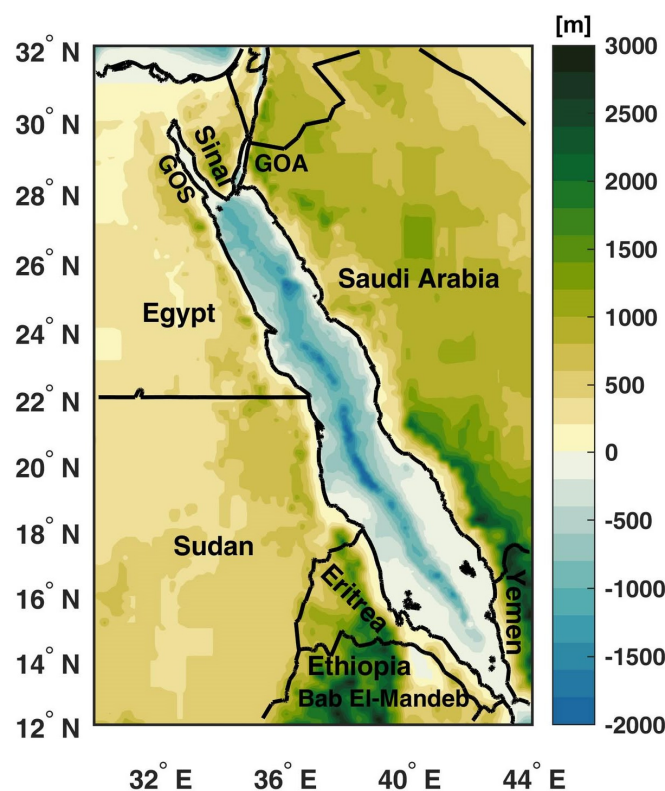 [m]
32° N
30° N
28° N
26° N
24° N
22° N
20° N
18° N
16° N
14° N
12° N
32° E
36° E
40° E
44° E
Sinai
GOS
GOA
Saudi Arabia
Egypt
Sudan
Eritrea
Yemen
Ethiopia
Bab El-Mandeb
3000
2500
2000
1500
1000
500
0
-500
-1000
-1500
-2000